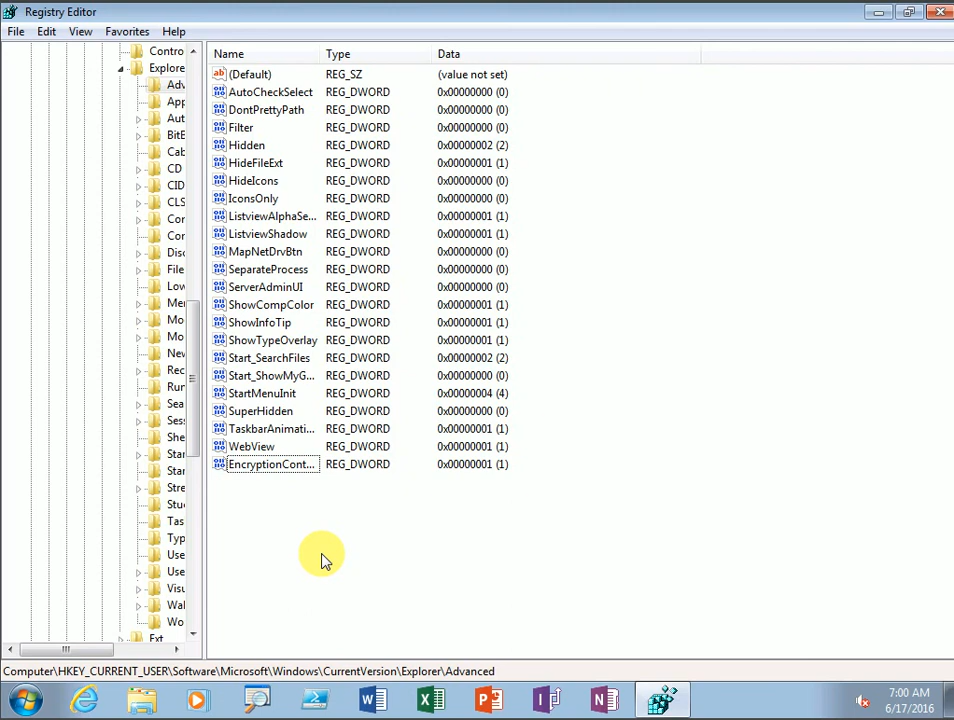 Registry Editor
File Edit View Favorites Help
Contro
Explore
Adv
App
Aut
BitE
Cab
CD
CID
CLS
Cor
Cor
Disc
File
Low
Me
Mo
Mo
New
Rec
Run
Sea
Ses
She
Star
Star
Stre
Stu
Tas
Typ
Use
Use
Visu
Wal
Wo
Ext
Name Type Data
(Default) REG_SZ (value not set)
AutoCheckSelect REG_DWORD 0x00000000 (0)
DontPrettyPath REG_DWORD 0x00000000 (0)
Filter REG_DWORD 0x00000000 (0)
Hidden REG_DWORD 0x00000002 (2)
HideFileExt REG_DWORD 0x00000001 (1)
HideIcons REG_DWORD 0x00000000 (0)
IconsOnly REG_DWORD 0x00000000 (0)
ListviewAlphaSe... REG_DWORD 0x00000001 (1)
ListviewShadow REG_DWORD 0x00000001 (1)
MapNetDrvBtn REG_DWORD 0x00000000 (0)
SeparateProcess REG_DWORD 0x00000000 (0)
ServerAdminUI REG_DWORD 0x00000000 (0)
ShowCompColor REG_DWORD 0x00000001 (1)
ShowInfoTip REG_DWORD 0x00000001 (1)
ShowTypeOverlay REG_DWORD 0x00000001 (1)
Start_SearchFiles REG_DWORD 0x00000002 (2)
Start_ShowMyG... REG_DWORD 0x00000000 (0)
StartMenuInit REG_DWORD 0x00000004 (4)
SuperHidden REG_DWORD 0x00000000 (0)
TaskbarAnimati... REG_DWORD 0x00000001 (1)
WebView REG_DWORD 0x00000001 (1)
EncryptionCont... REG_DWORD 0x00000001 (1)
Computer\HKEY_CURRENT_USER\Software\Microsoft\Windows\CurrentVersion\Explorer\Advanced
7:00 AM
6/17/2016